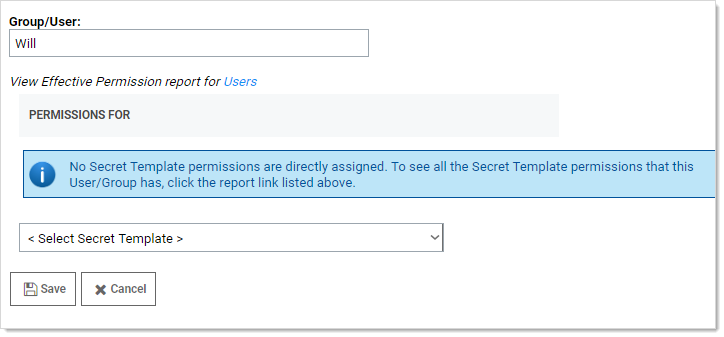 Group/User:
Will
View Effective Permission report for Users
PERMISSIONS FOR
No Secret Template permissions are directly assigned. To see all the Secret Template permissions that this
User/Group has, click the report link listed above.
< Select Secret Template >
Save Cancel